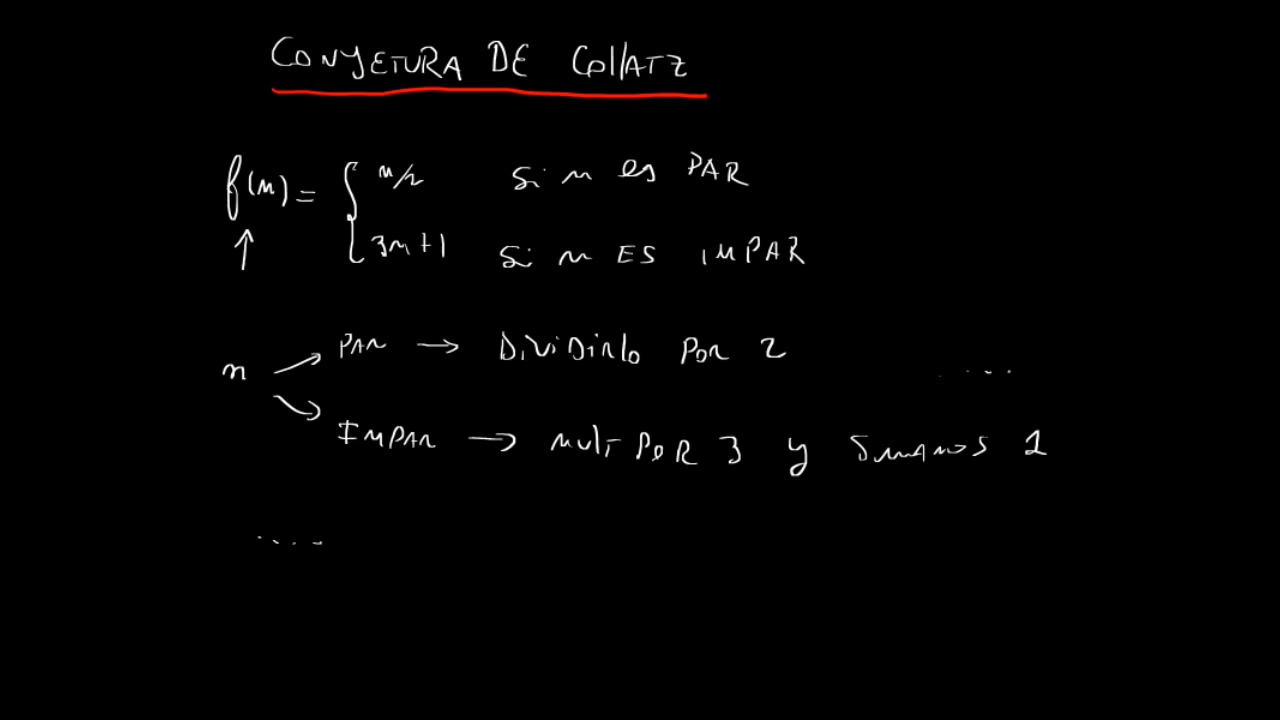 CONJETURA DE COLLATZ
f(n) = { n/2 si n es PAR
3n+1 si n ES IMPAR
n PAR → DiViDirlo POR 2
IMPAR → MULT POR 3 y SUMAMOS 1